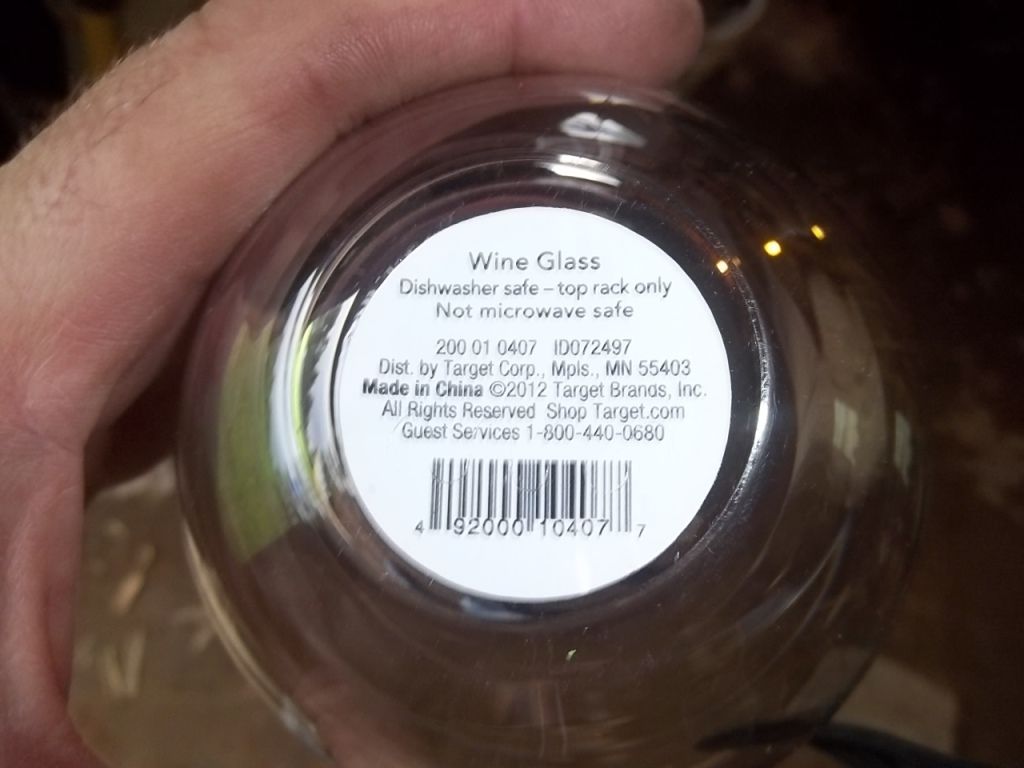 Wine Glass
Dishwasher safe – top rack only
Not microwave safe
200 01 0407 ID072497
Dist. by Target Corp., Mpls., MN 55403
Made in China ©2012 Target Brands, Inc.
All Rights Reserved Shop Target.com
Guest Services 1-800-440-0680
4 92000 10407 7